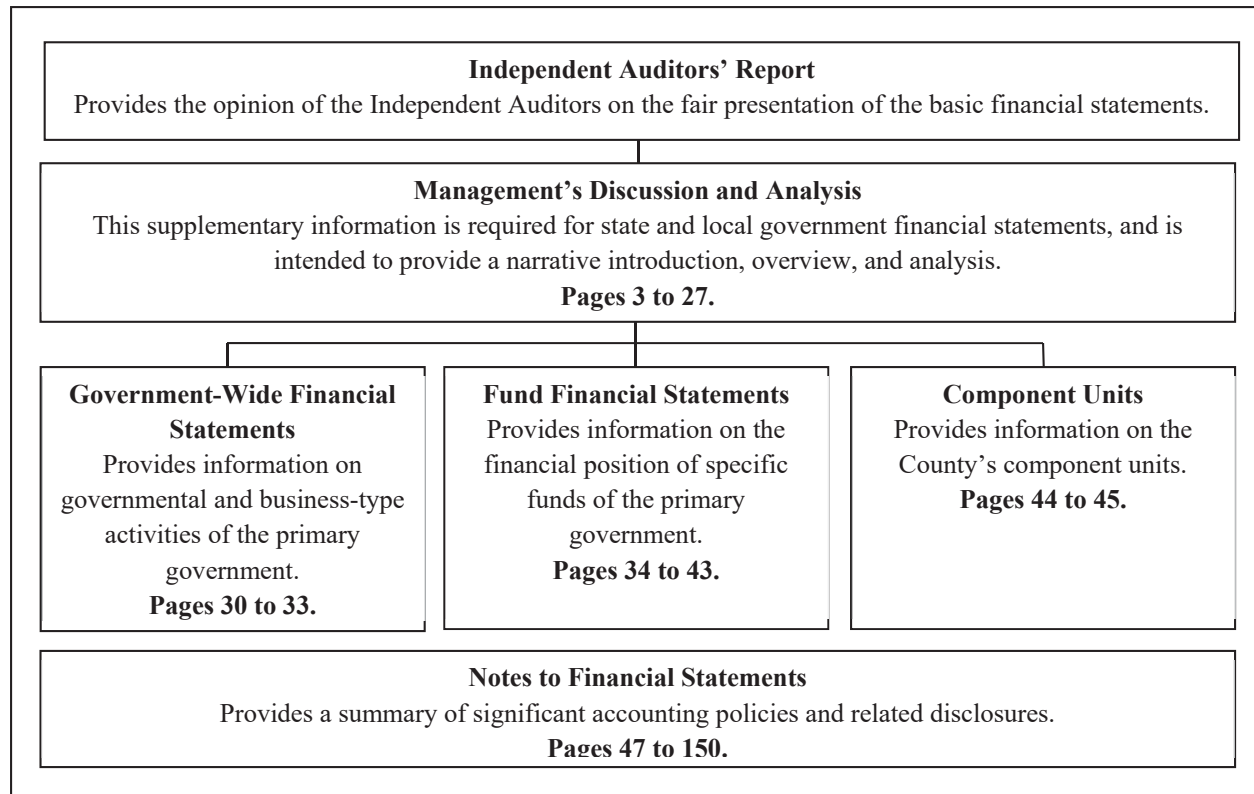 Independent Auditors’ Report
Provides the opinion of the Independent Auditors on the fair presentation of the basic financial statements.
Management’s Discussion and Analysis
This supplementary information is required for state and local government financial statements, and is
intended to provide a narrative introduction, overview, and analysis.
Pages 3 to 27.
Government-Wide Financial
Statements
Provides information on
governmental and business-type
activities of the primary
government.
Pages 30 to 33.
Fund Financial Statements
Provides information on the
financial position of specific
funds of the primary
government.
Pages 34 to 43.
Component Units
Provides information on the
County’s component units.
Pages 44 to 45.
Notes to Financial Statements
Provides a summary of significant accounting policies and related disclosures.
Pages 47 to 150.